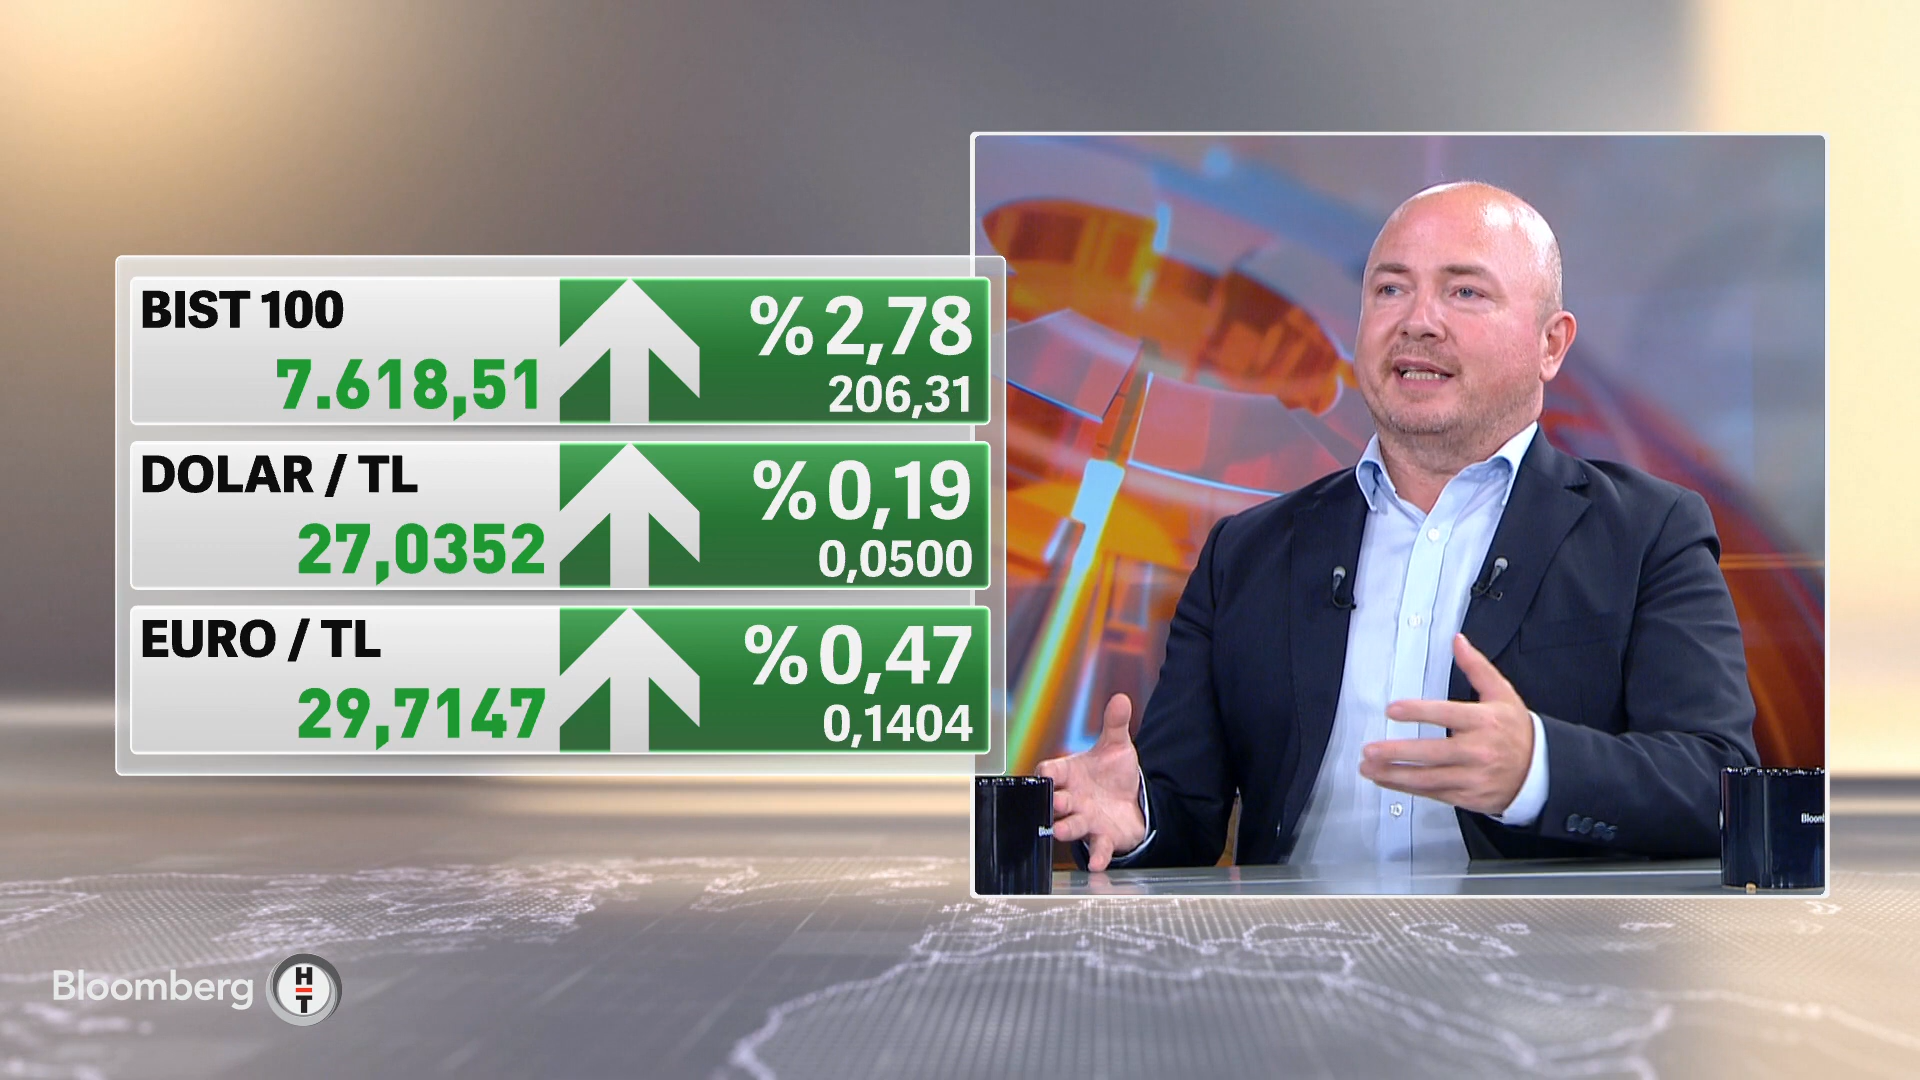 BIST 100
7.618,51
%2,78
206,31
DOLAR / TL
27,0352
%0,19
0,0500
EURO / TL
29,7147
%0,47
0,1404
Bloomberg
H
T